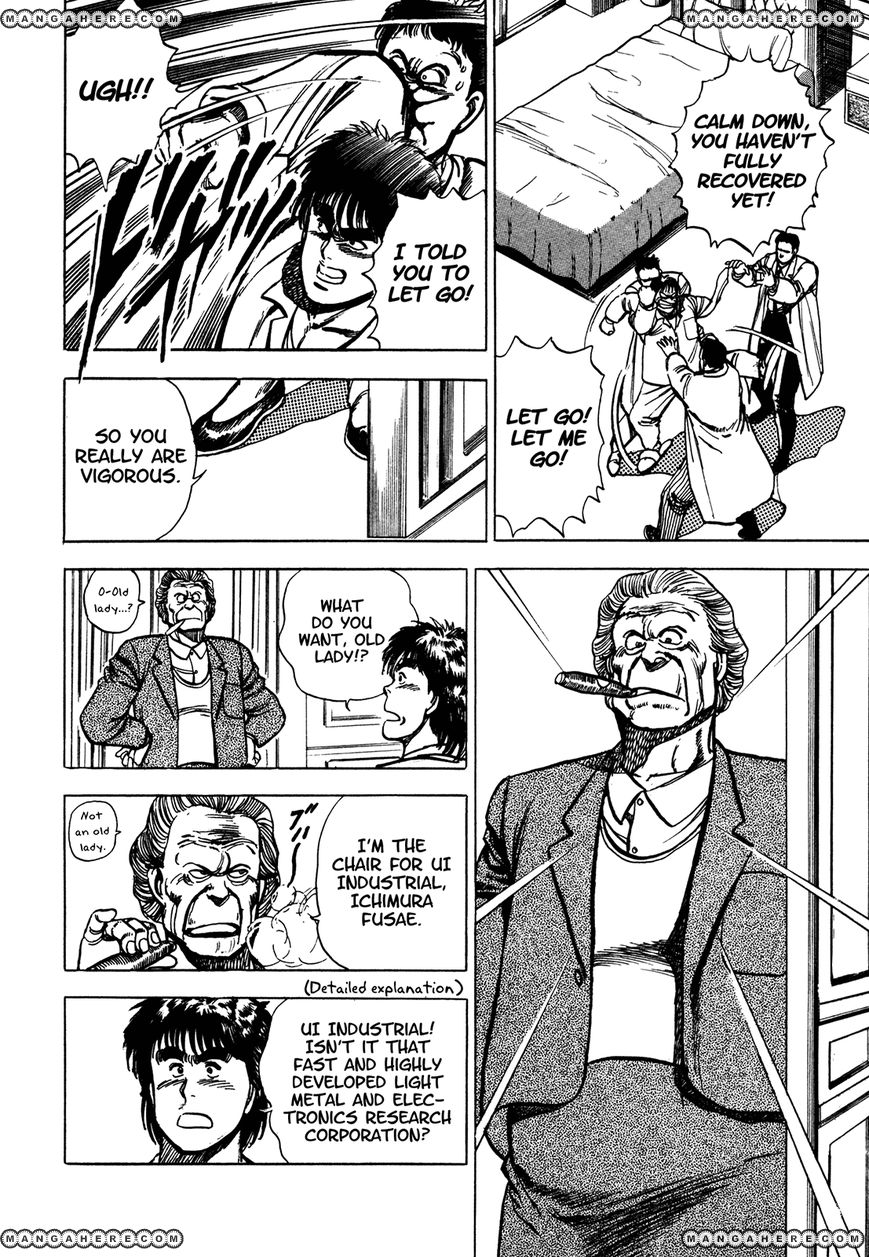 MANGAHERE.COM
MANGAHERE.COM
CALM DOWN,
YOU HAVEN'T
FULLY
RECOVERED
YET!
LET GO!
LET ME
GO!
UGH!!
I TOLD
YOU TO
LET GO!
SO YOU
REALLY ARE
VIGOROUS.
WHAT
DO YOU
WANT, OLD
LADY!?
O-Old
lady...?
I'M THE
CHAIR FOR UI
INDUSTRIAL,
ICHIMURA
FUSAE.
Not
an old
lady.
(Detailed explanation)
UI INDUSTRIAL!
ISN'T IT THAT
FAST AND HIGHLY
DEVELOPED LIGHT
METAL AND ELEC-
TRONICS RESEARCH
CORPORATION?
MANGAHERE.COM
MANGAHERE.COM